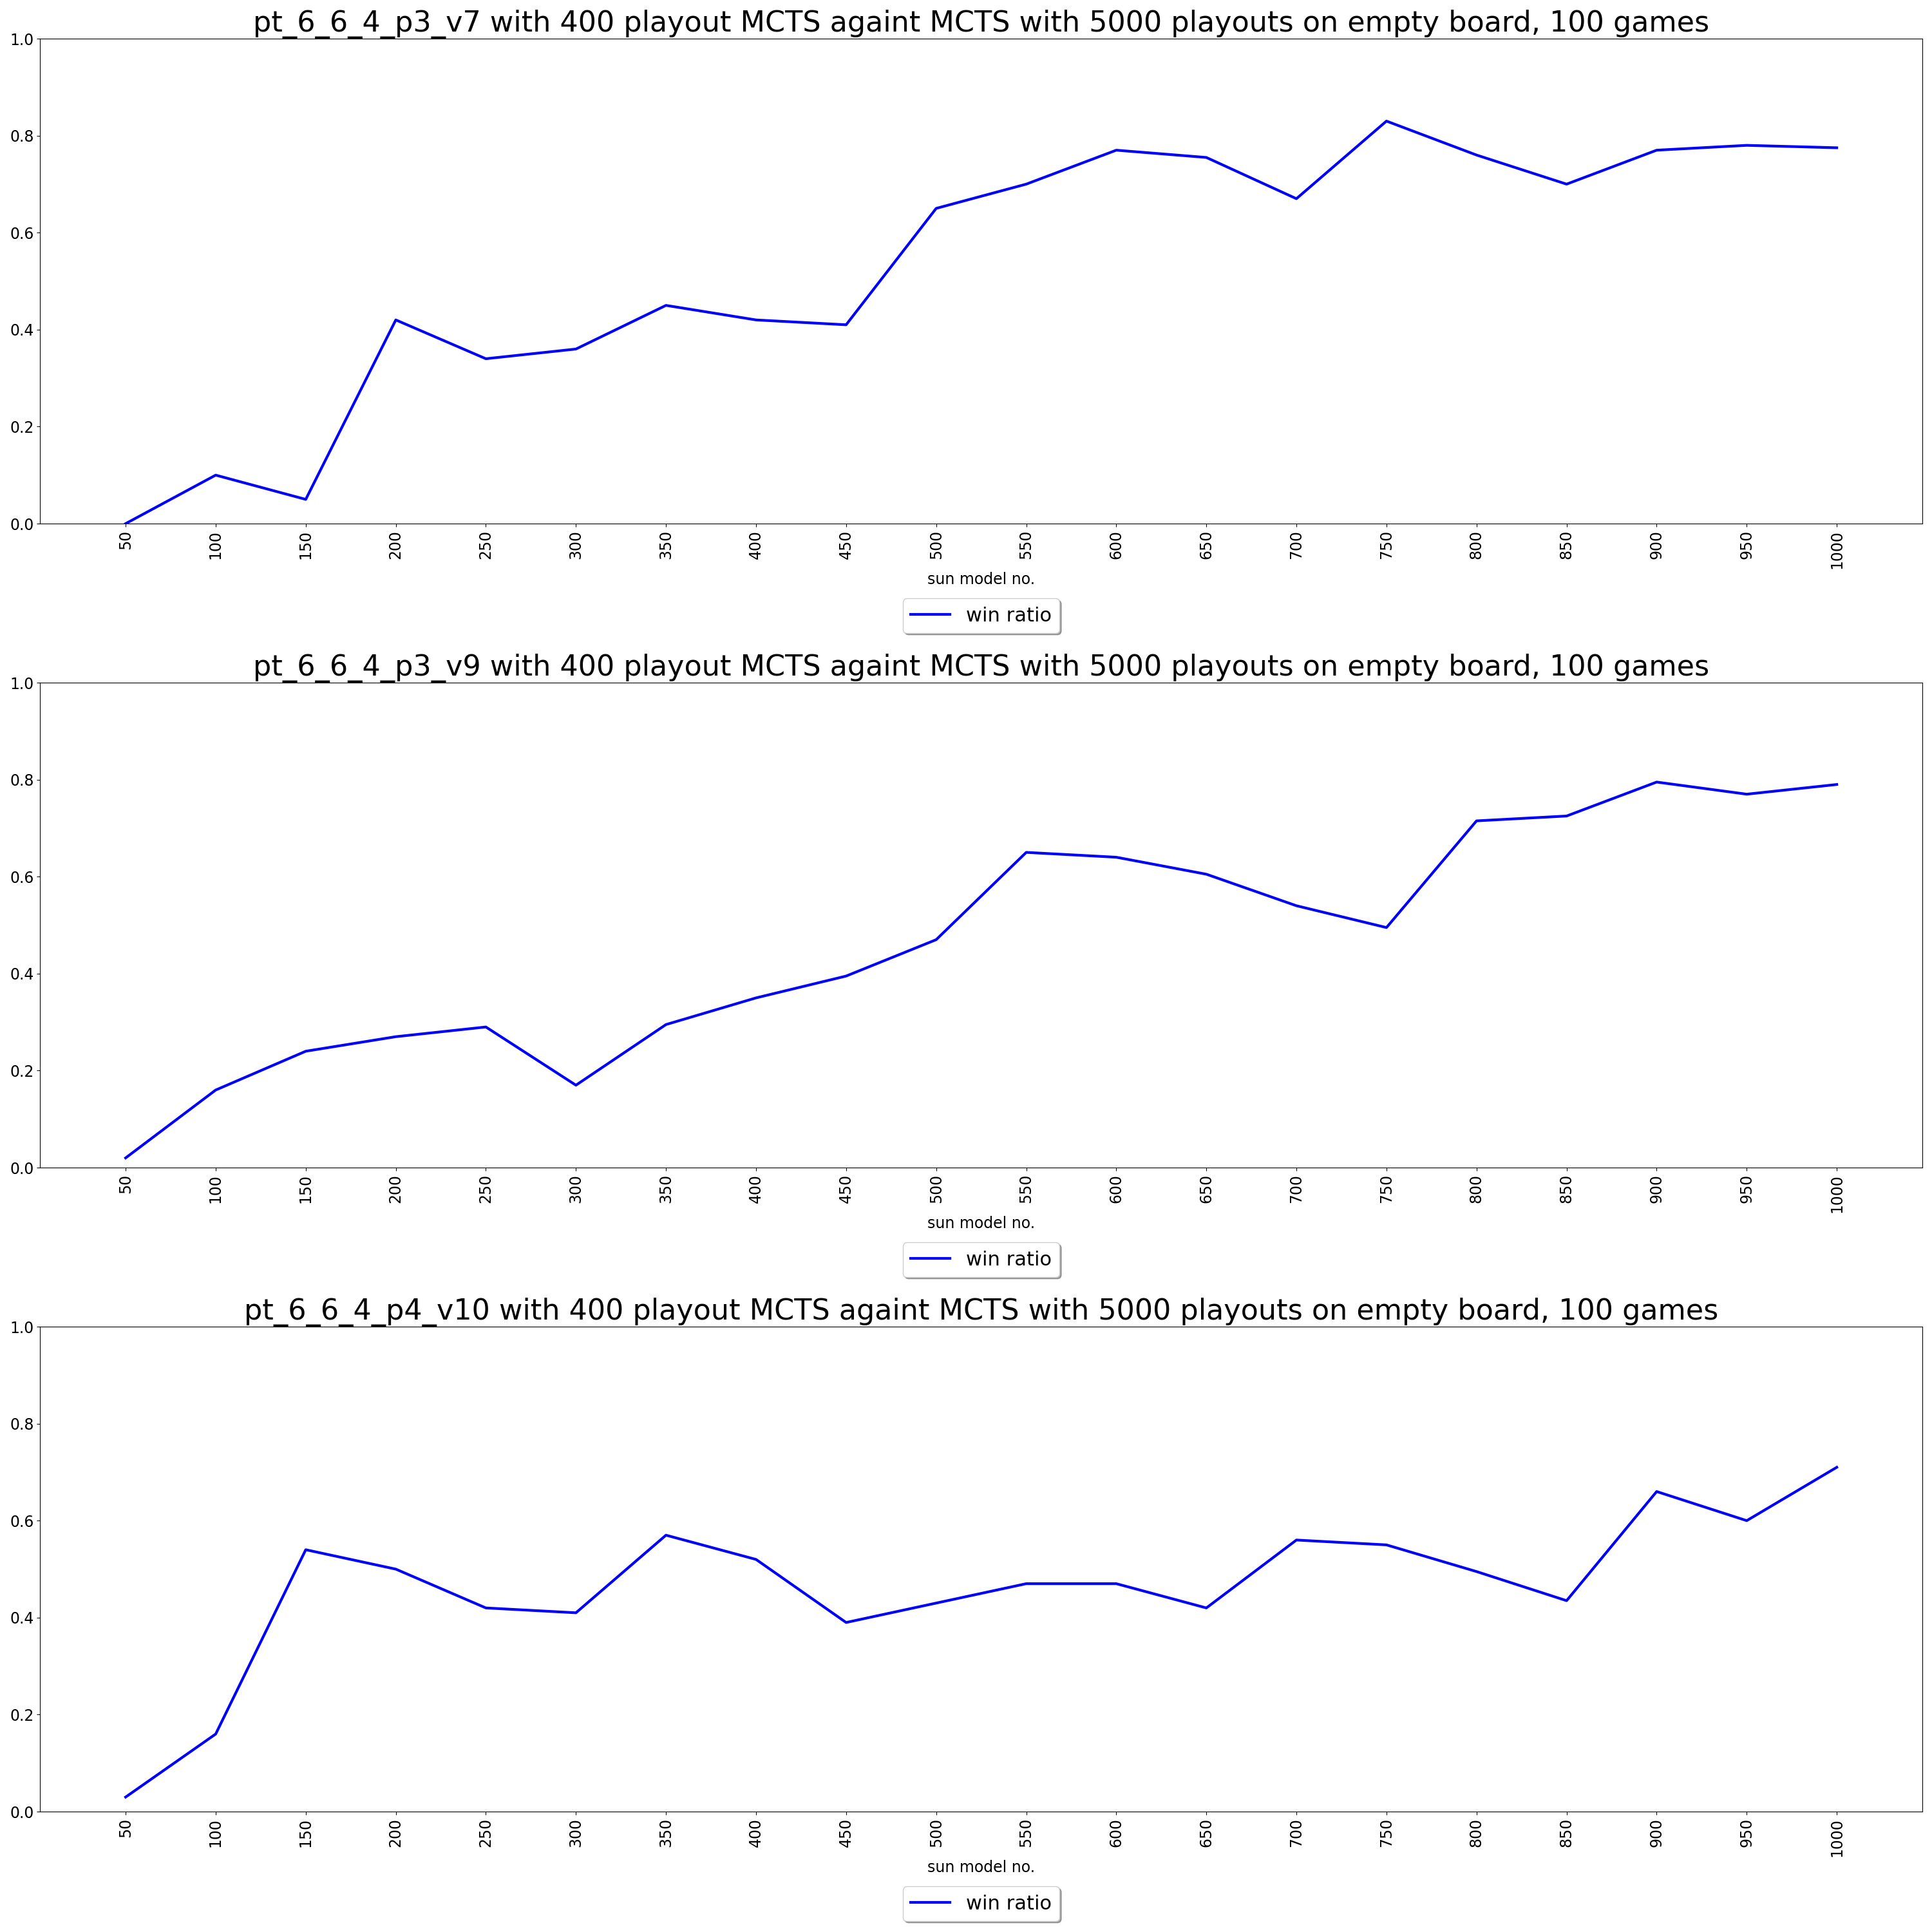 pt_6_6_4_p3_v7 with 400 playout MCTS againt MCTS with 5000 playouts on empty board, 100 games
1.0
0.8
0.6
0.4
0.2
0.0
50 100 150 200 250 300 350 400 450 500 550 600 650 700 750 800 850 900 950 1000
sun model no.
win ratio
pt_6_6_4_p3_v9 with 400 playout MCTS againt MCTS with 5000 playouts on empty board, 100 games
1.0
0.8
0.6
0.4
0.2
0.0
50 100 150 200 250 300 350 400 450 500 550 600 650 700 750 800 850 900 950 1000
sun model no.
win ratio
pt_6_6_4_p4_v10 with 400 playout MCTS againt MCTS with 5000 playouts on empty board, 100 games
1.0
0.8
0.6
0.4
0.2
0.0
50 100 150 200 250 300 350 400 450 500 550 600 650 700 750 800 850 900 950 1000
sun model no.
win ratio